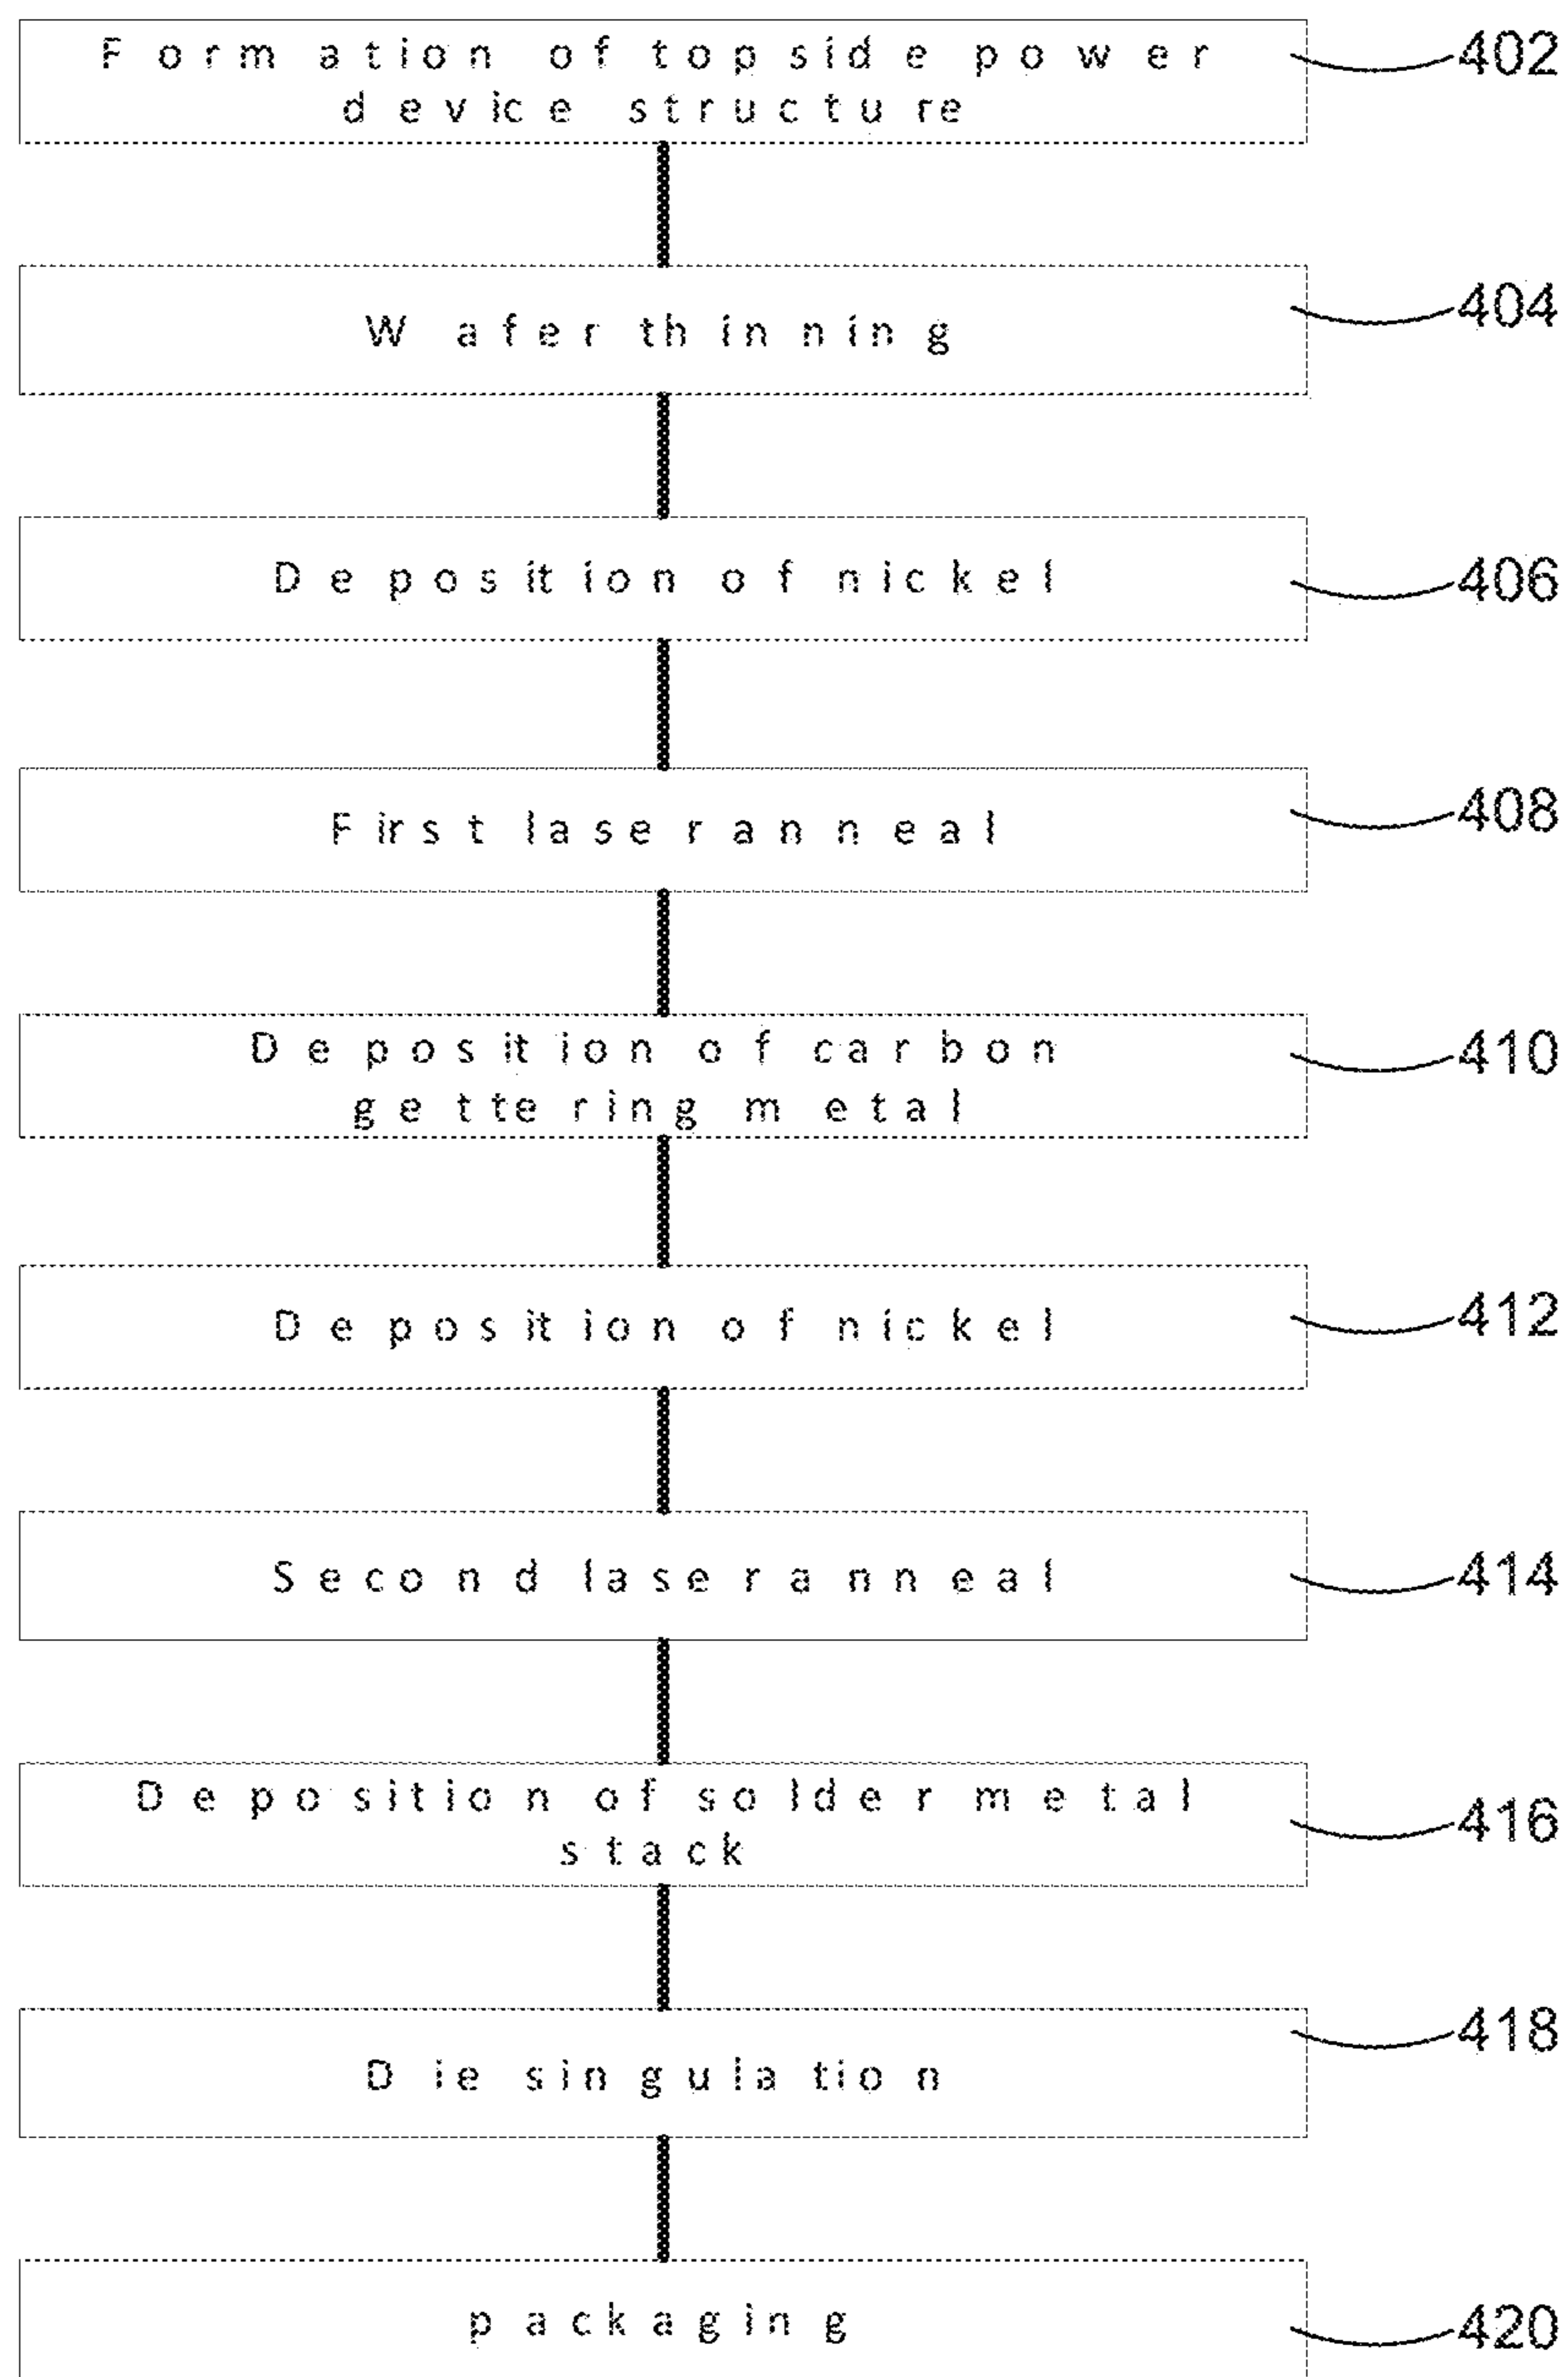 Formation of topside power 402
device structure
Wafer thinning 404
Deposition of nickel 406
First laser anneal 408
Deposition of carbon 410
gettering metal
Deposition of nickel 412
Second laser anneal 414
Deposition of solder metal 416
stack
Die singulation 418
packaging 420